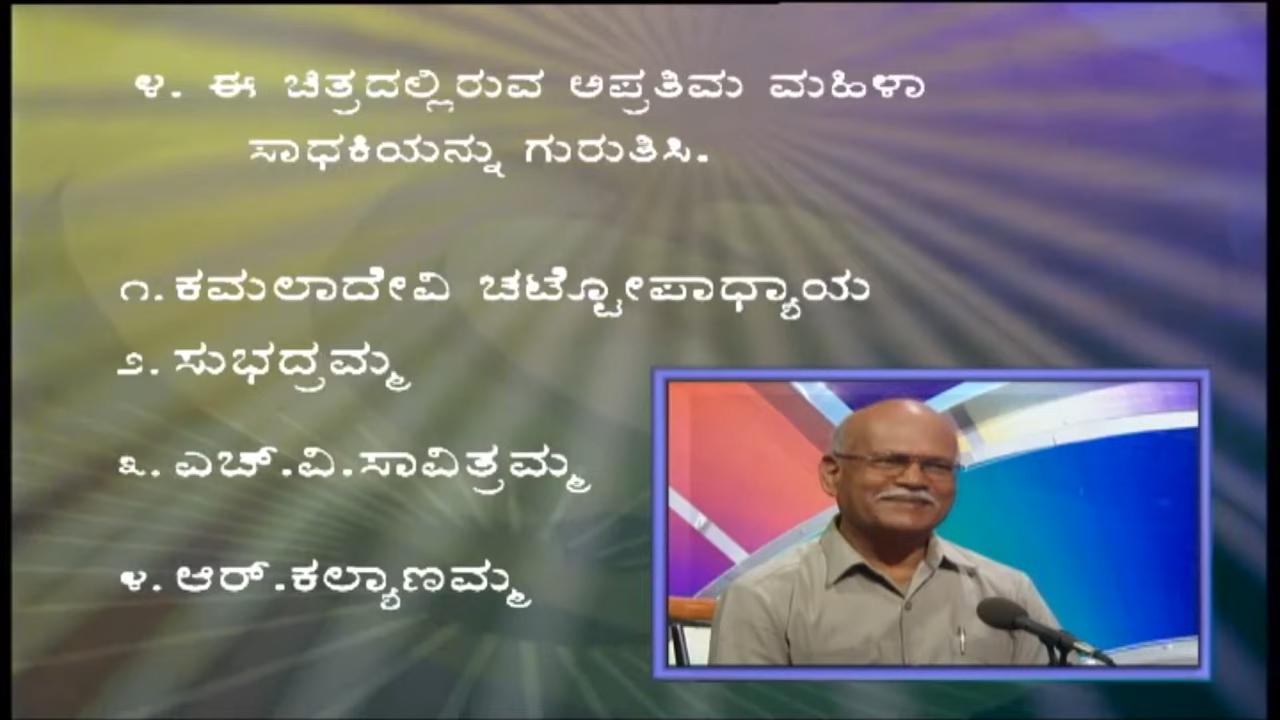 ೪. ಈ ಚಿತ್ರದಲ್ಲಿರುವ ಅಪ್ರತಿಮ ಮಹಿಳಾ
ಸಾಧಕಿಯನ್ನು ಗುರುತಿಸಿ.
೧. ಕಮಲಾದೇವಿ ಚಟ್ಟೋಪಾಧ್ಯಾಯ
೨. ಸುಭದ್ರಮ್ಮ
೩. ಎಚ್.ವಿ.ಸಾವಿತ್ರಮ್ಮ
೪. ಆರ್.ಕಲ್ಯಾಣಮ್ಮ